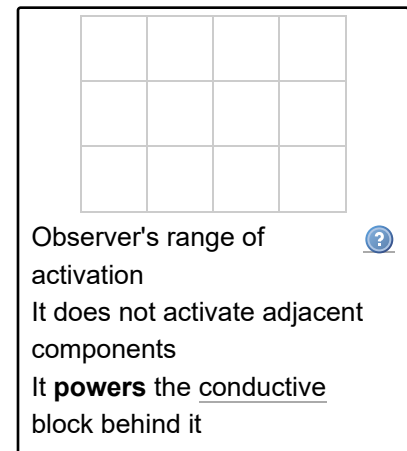 Observer's range of
activation
It does not activate adjacent
components
It powers the conductive
block behind it